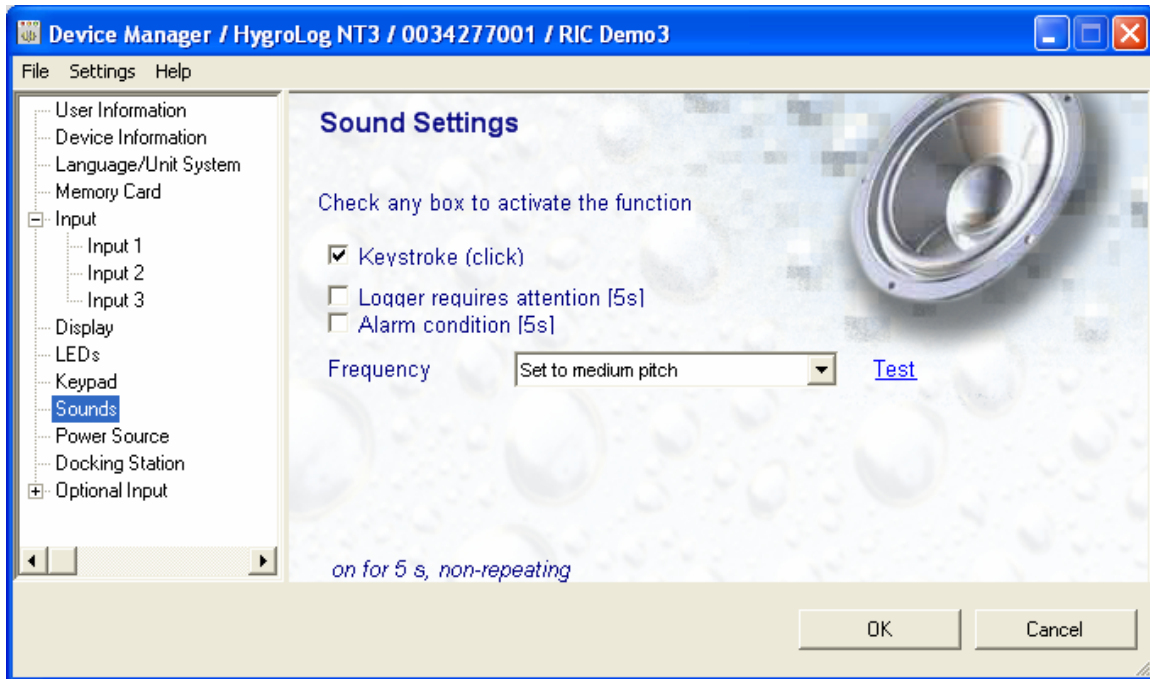 Device Manager / HygroLog NT3 / 0034277001 / RIC Demo3
File Settings Help
User Information
Device Information
Language/Unit System
Memory Card
Input
Input 1
Input 2
Input 3
Display
LEDs
Keypad
Sounds
Power Source
Docking Station
Optional Input
Sound Settings
Check any box to activate the function
Keystroke (click)
Logger requires attention [5s]
Alarm condition [5s]
Frequency Set to medium pitch Test
on for 5 s, non-repeating
OK Cancel